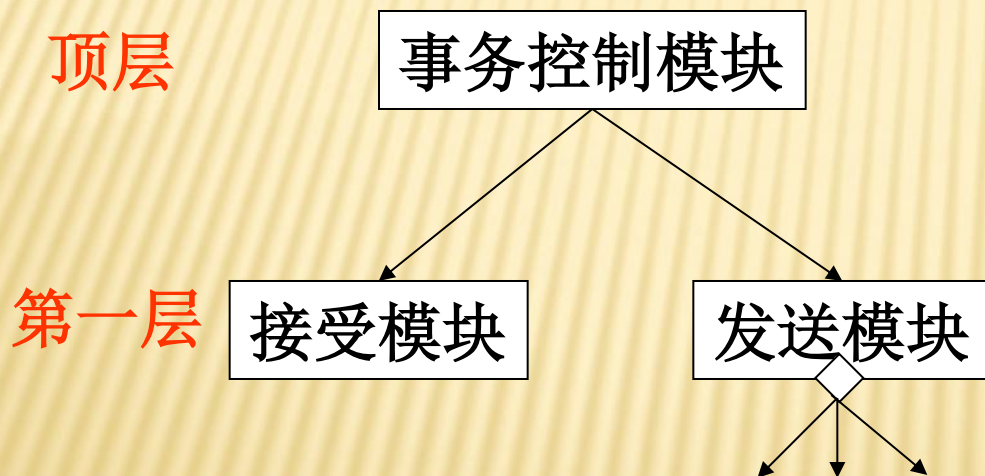 顶层
事务控制模块
第一层
接受模块
发送模块